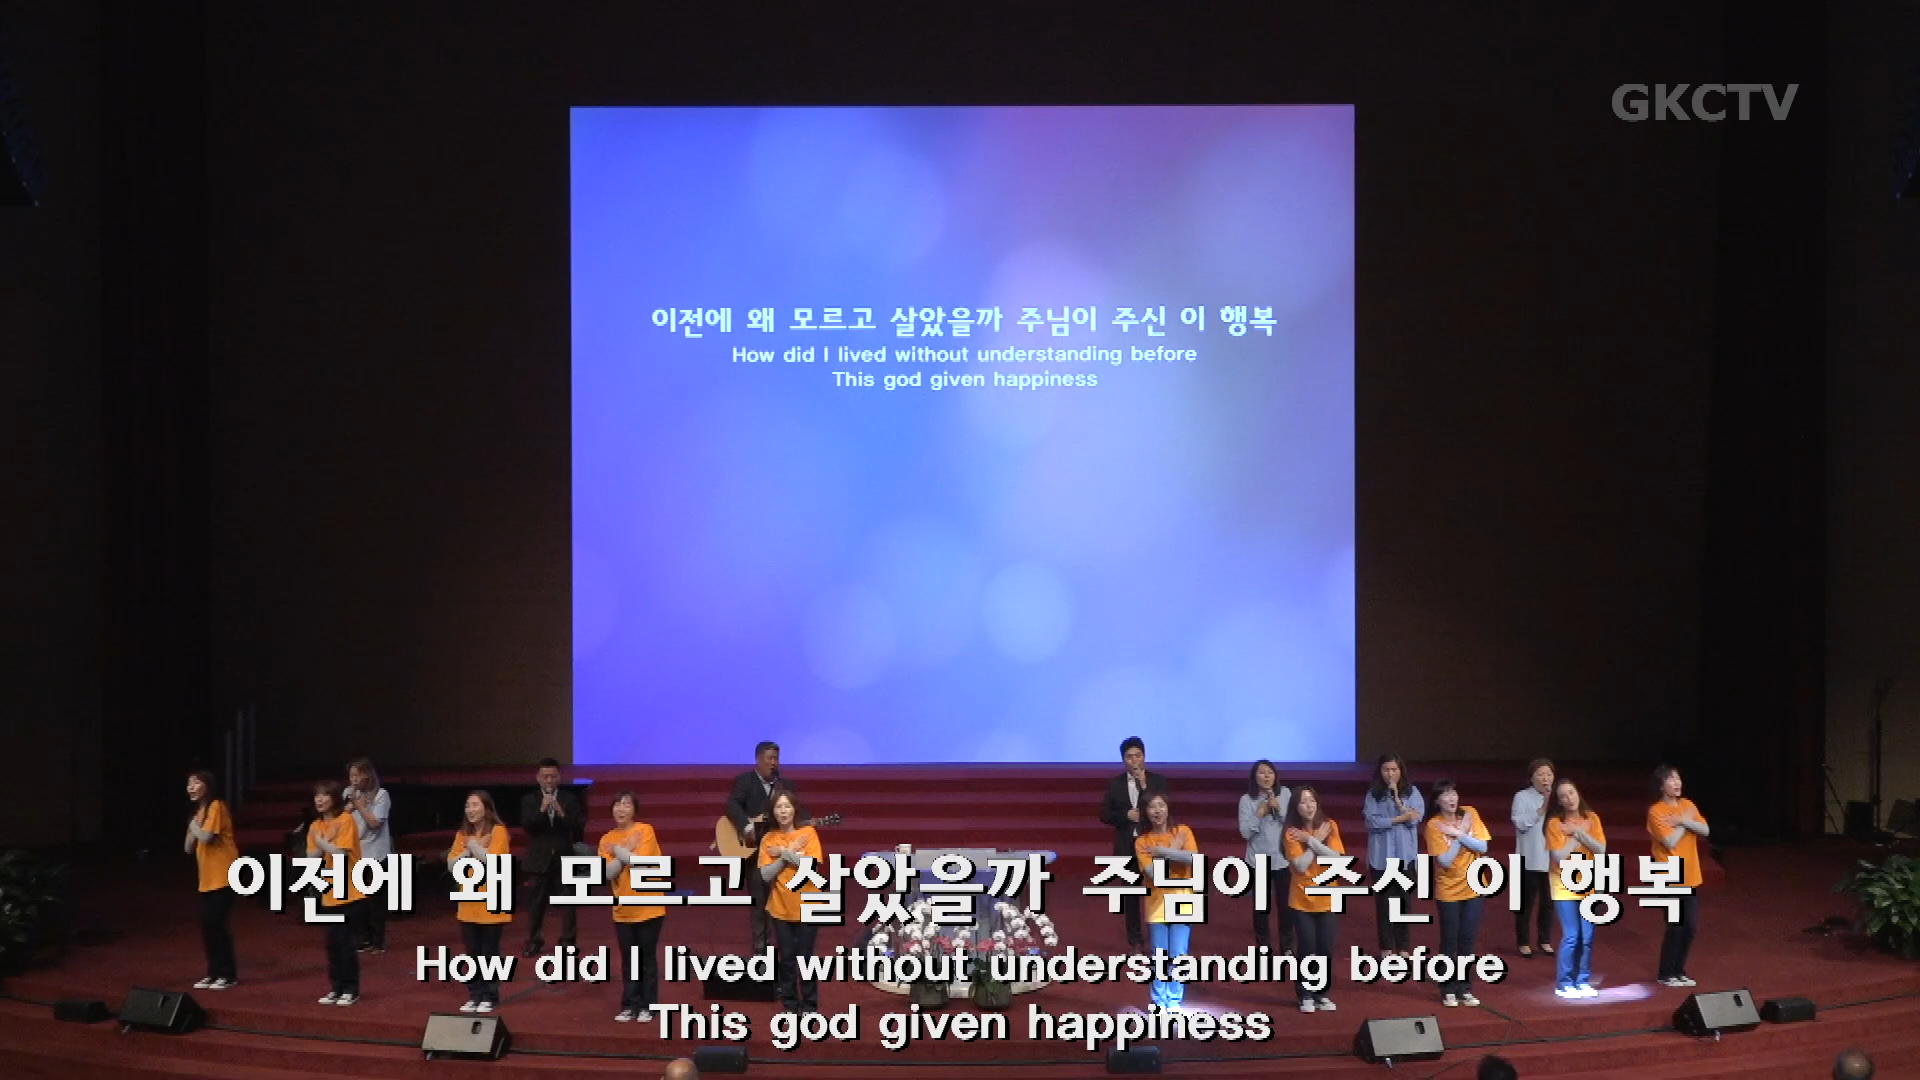 GKCTV
이전에 왜 모르고 살았을까 주님이 주신 이 행복
How did I lived without understanding before
This god given happiness
이전에 왜 모르고 살았을까 주님이 주신 이 행복
How did I lived without understanding before
This god given happiness